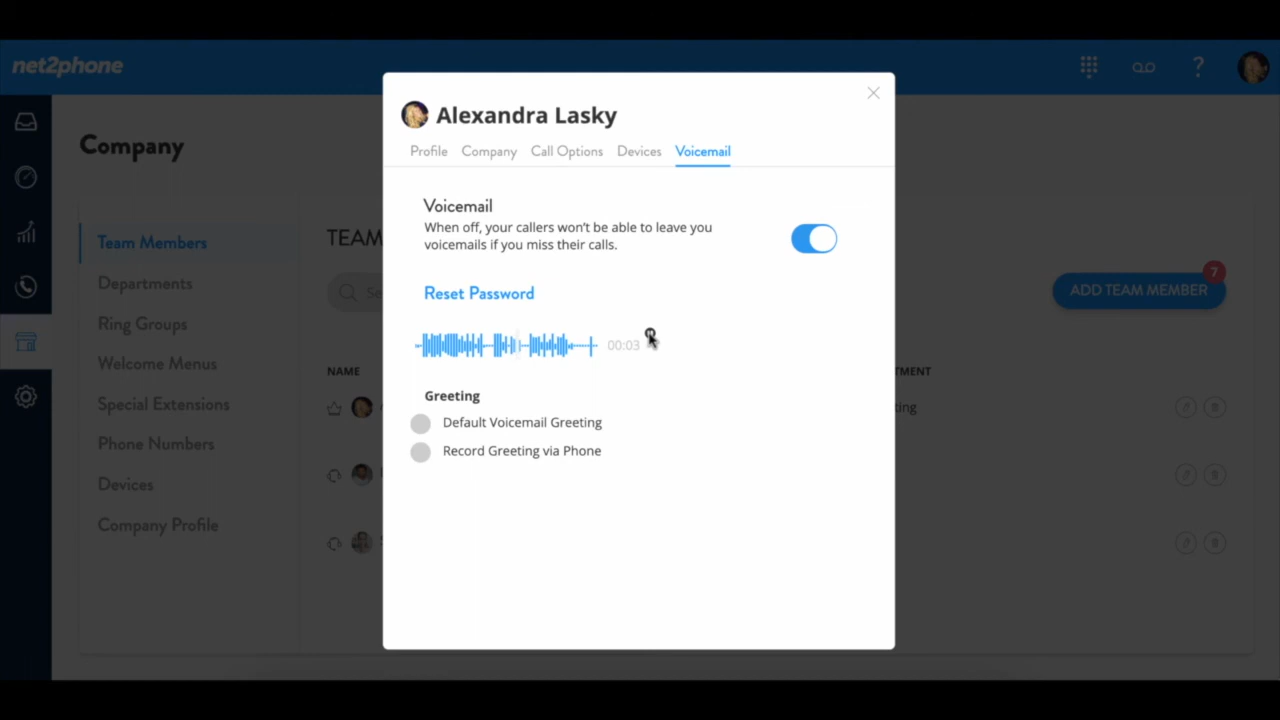 net2phone
?
Company
Team Members
Departments
Ring Groups
Welcome Menus
Special Extensions
Phone Numbers
Devices
Company Profile
TEAM
Se
7
ADD TEAM MEMBER
NAME
TMENT
ting
Alexandra Lasky
Profile Company Call Options Devices Voicemail
Voicemail
When off, your callers won't be able to leave you
voicemails if you miss their calls.
Reset Password
00:03
Greeting
Default Voicemail Greeting
Record Greeting via Phone